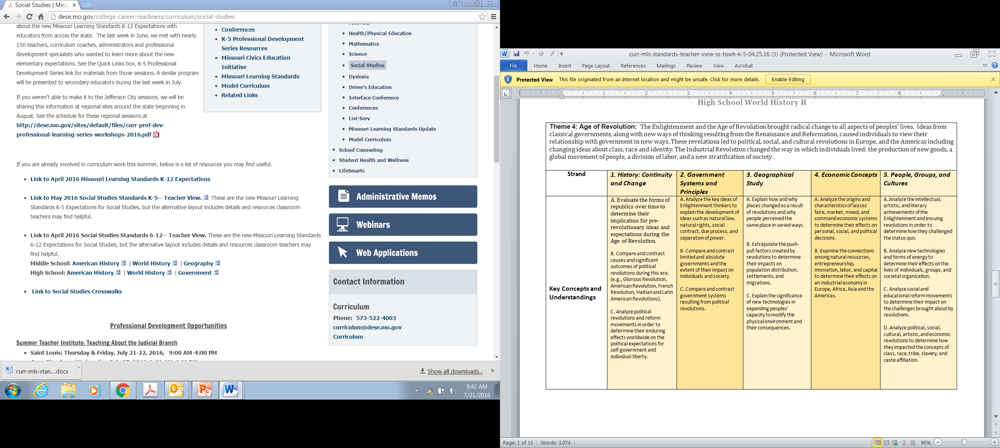 Social Studies | Miss
dese.mo.gov/college-career-readiness/curriculum/social-studies
about the new Missouri Learning Standards K-12 Expectations with
educators from across the state. The last week in June, we met with nearly
150 teachers, curriculum coaches, administrators and professional
development specialists who wanted to learn more about the new
elementary expectations. See the Quick Links box, K-5 Professional
Development Series link for materials from those sessions. A similar program
will be presented to secondary educators during the last week in July.
If you weren't able to make it to the Jefferson City sessions, we will be
sharing this information at regional sites around the state beginning in
August. See the schedule for these regional sessions at
http://dese.mo.gov/sites/default/files/curr-prof-dev-
professional-learning-series-workshops-2016.pdf
If you are already involved in curriculum work this summer, below is a list of resources you may find useful.
• Link to April 2016 Missouri Learning Standards K-12 Expectations
• Link to May 2016 Social Studies Standards K-5-- Teacher View. These are the new Missouri Learning
Standards K-5 Expectations for Social Studies, but the alternative layout includes details and resources classroom
teachers may find helpful.
• Link to April 2016 Social Studies Standards 6-12-- Teacher View. These are the new Missouri Learning Standards
6-12 Expectations for Social Studies, but the alternative layout includes details and resources classroom teachers may
find helpful.
Middle School: American History | World History | Geography
High School: American History | World History | Government
• Link to Social Studies Crosswalks
Professional Development Opportunities
Summer Teacher Institute: Teaching About the Judicial Branch
• Saint Louis: Thursday & Friday, July 21-22, 2016, 9:00 AM-4:00 PM
• Conferences
• K-5 Professional Development
Series Resources
• Missouri Civics Education
Initiative
• Missouri Learning Standards
• Model Curriculum
• Related Links
Fine Arts
• Health/Physical Education
• Mathematics
• Science
• Social Studies
• Dyslexia
• Driver's Education
• Interface Conference
• Conferences
• List-Serv
• Missouri Learning Standards Update
• Model Curriculum
• School Counseling
• Student Health and Wellness
• LifeSmarts
Administrative Memos
Webinars
Web Applications
Contact Information
Curriculum
Phone: 573-522-4003
curriculum@dese.mo.gov
Curriculum
curr-mls-stan....docx
Show all downloads...
9:42 AM
7/21/2016
curr-mls-standards-teacher-view-ss-hswh-k-5-04.25.16 (3) (Protected View) - Microsoft Word
File Home Insert Page Layout References Mailings Review View Acrobat
Protected View This file originated from an Internet location and might be unsafe. Click for more details. Enable Editing
1 1 2 3 4 5 6 7 8
High School World History II
Theme 4: Age of Revolution: The Enlightenment and the Age of Revolution brought radical change to all aspects of peoples' lives. Ideas from
classical governments, along with new ways of thinking resulting from the Renaissance and Reformation, caused individuals to view their
relationship with government in new ways. These revelations led to political, social, and cultural revolutions in Europe, and the Americas including
changing ideas about class, race and identity. The Industrial Revolution changed the way in which individuals lived: the production of new goods, a
global movement of people, a division of labor, and a new stratification of society.
Strand
1. History: Continuity
and Change
2. Government
Systems and
Principles
3. Geographical
Study
4. Economic Concepts
5. People, Groups, and
Cultures
Key Concepts and
Understandings
A. Evaluate the forms of
republics over time to
determine their
implication for pre-
revolutionary ideas and
expectations during the
Age of Revolution.
B. Compare and contrast
causes and significant
outcomes of political
revolutions during this era.
(e.g., Glorious Revolution,
American Revolution, French
Revolution, Haitian and Latin
American Revolutions).
C. Analyze political
revolutions and reform
movements in order to
determine their enduring
effects worldwide on the
political expectations for
self-government and
individual liberty.
A. Analyze the key ideas of
Enlightenment thinkers to
explain the development of
ideas such as natural law,
natural rights, social
contract, due process, and
separation of power.
B. Compare and contrast
limited and absolute
governments and the
extent of their impact on
individuals and society.
C. Compare and contrast
government systems
resulting from political
revolutions.
A. Explain how and why
places changed as a result
of revolutions and why
people perceived the
same place in varied ways.
B. Extrapolate the push-
pull factors created by
revolutions to determine
their impacts on
population distribution,
settlements, and
migrations.
C. Explain the significance
of new technologies in
expanding peoples'
capacity to modify the
physical environment and
their consequences.
A. Analyze the origins and
characteristics of laissez
faire, market, mixed, and
command economic systems
to determine their effects on
personal, social, and political
decisions.
B. Examine the connections
among natural resources,
entrepreneurship,
innovation, labor, and capital
to determine their effects on
an industrial economy in
Europe, Africa, Asia and the
Americas.
A. Analyze the intellectual,
artistic, and literary
achievements of the
Enlightenment and ensuing
revolutions in order to
determine how they challenged
the status quo.
B. Analyze new technologies
and forms of energy to
determine their effects on the
lives of individuals, groups, and
societal organization.
C. Analyze social and
educational reform movements
to determine their impact on
the challenges brought about by
revolutions.
D. Analyze political, social,
cultural, artistic, and economic
revolutions to determine how
they impacted the concepts of
class, race, tribe, slavery, and
caste affiliation.
Page: 1 of 11 Words: 3,074 90%